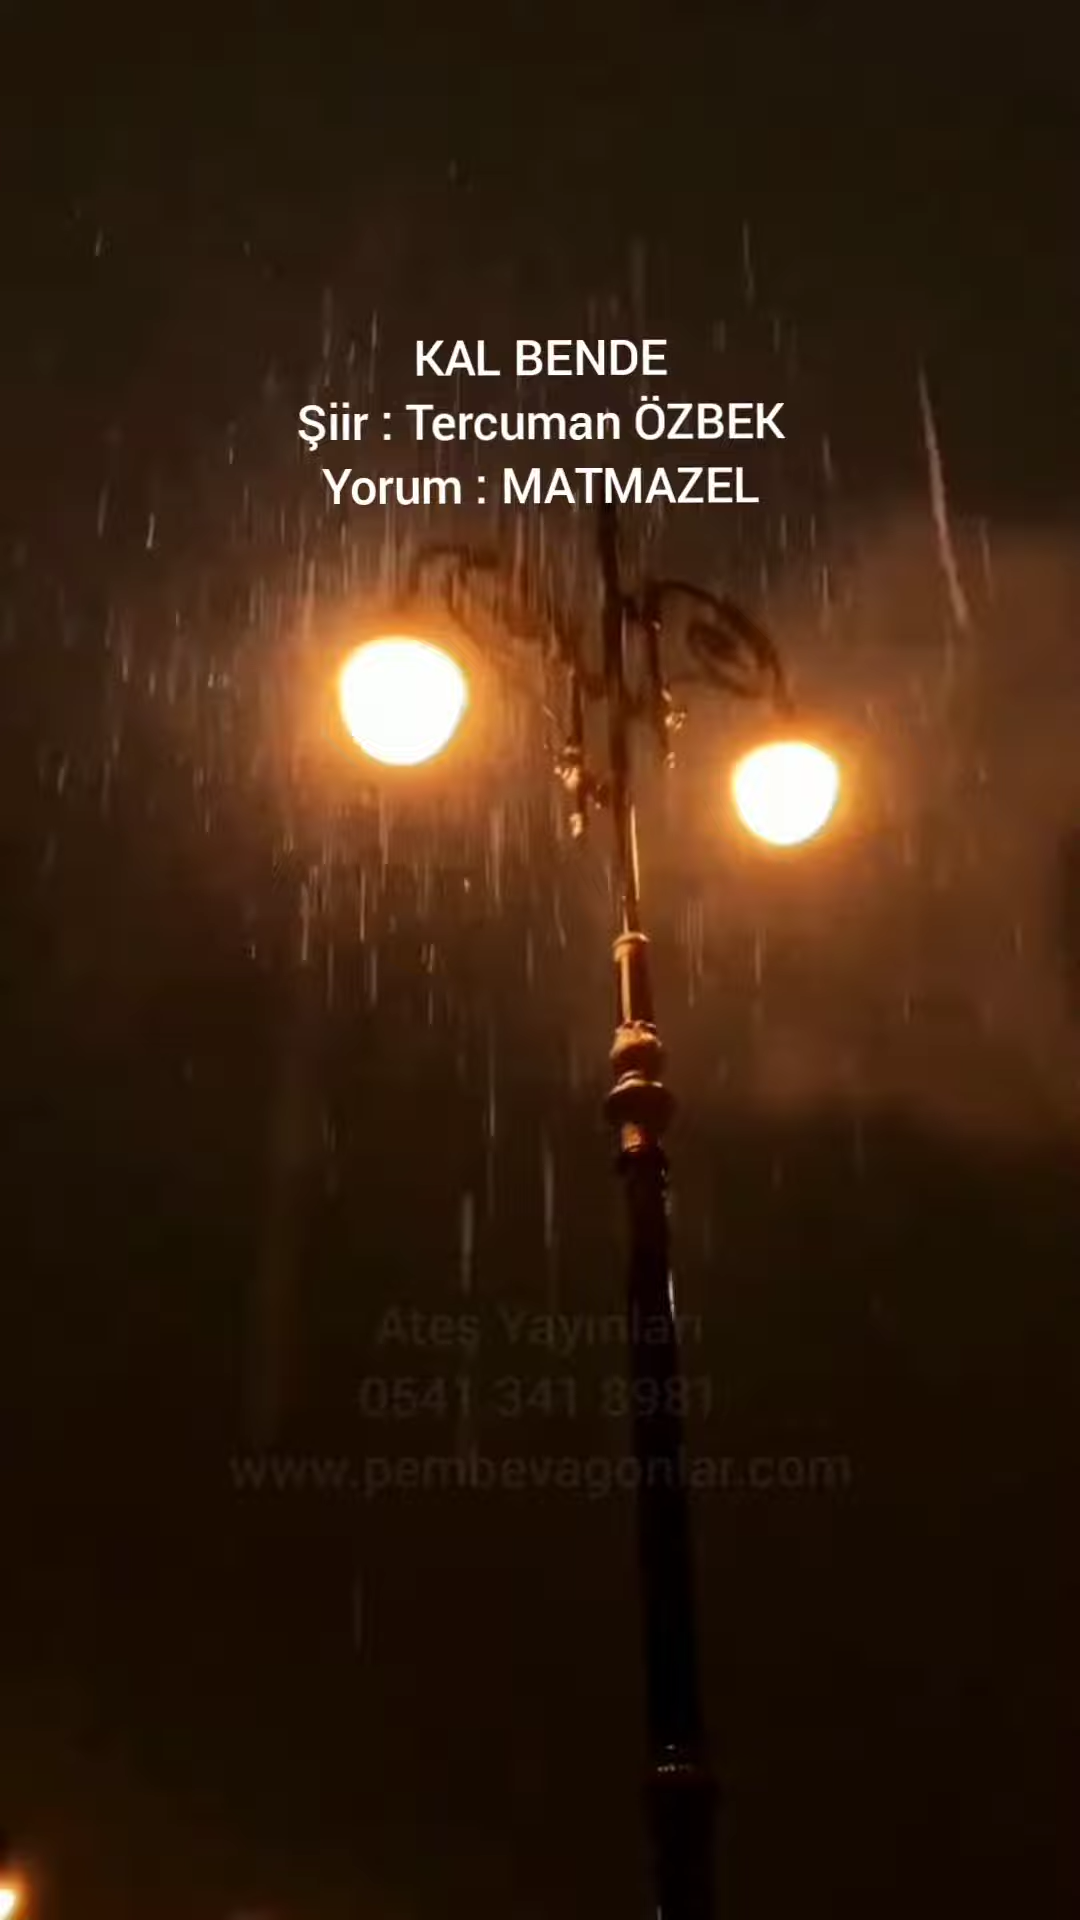 KAL BENDE
Şiir : Tercuman ÖZBEK
Yorum : MATMAZEL
Ateş Yayınları
0541 341 8981
www.pembevagonlar.com